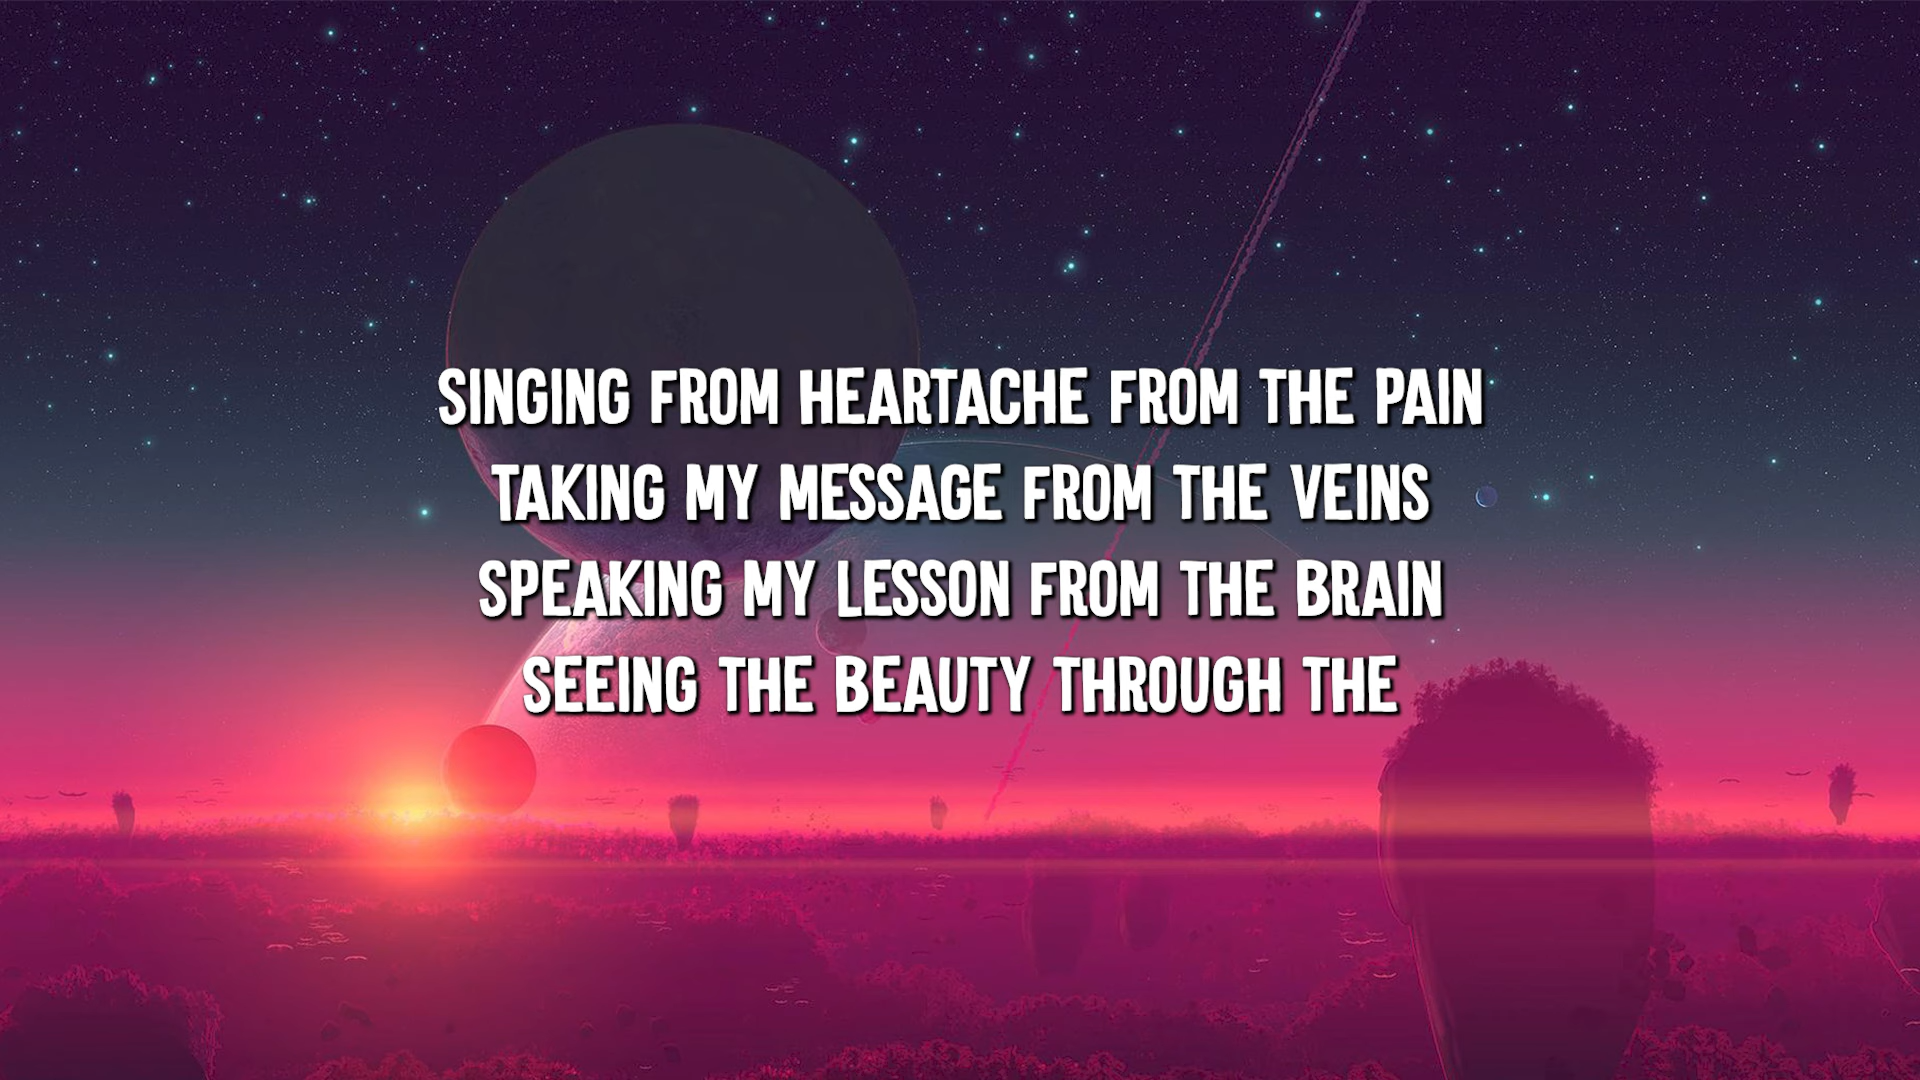 SINGING FROM HEARTACHE FROM THE PAIN
TAKING MY MESSAGE FROM THE VEINS
SPEAKING MY LESSON FROM THE BRAIN
SEEING THE BEAUTY THROUGH THE